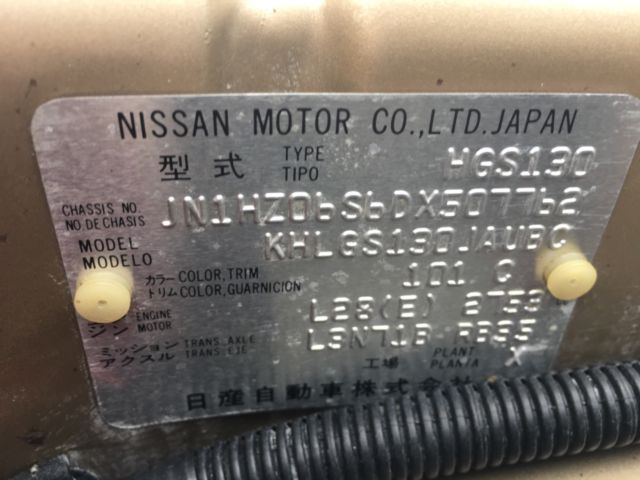 NISSAN MOTOR CO.,LTD.JAPAN
型式 TYPE TIPO HGS130
CHASSIS NO. NO.DE CHASIS JN1HZ06S6DX507762
MODEL MODELO KHLGS130JAUBC
カラー COLOR,TRIM トリム COLOR,GUARNICION 101 C
ジン ENGINE MOTOR L28(E) 2753
ミッション TRANS.AXLE アクスル TRANS.EJE L3N71B
工場 PLANT PLANTA X
日産自動車株式会社